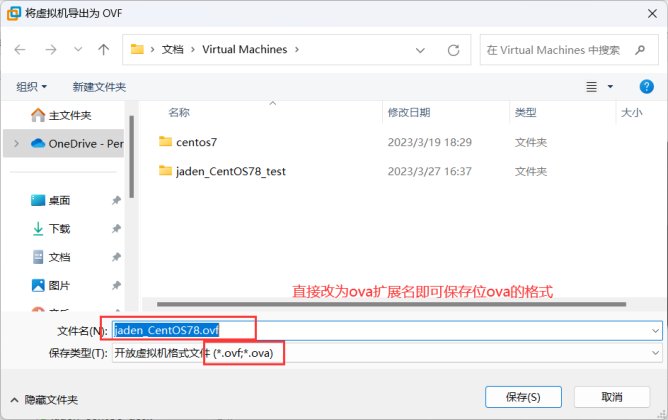 将虚拟机导出为 OVF
文档 Virtual Machines
在 Virtual Machines 中搜索
组织 新建文件夹
名称 修改日期 类型 大小
主文件夹
OneDrive - Per
centos7 2023/3/19 18:29 文件夹
jaden_CentOS78_test 2023/3/27 16:37 文件夹
桌面
下载
文档
图片
直接改为ova扩展名即可保存位ova的格式
文件名(N): jaden_CentOS78.ovf
保存类型(T): 开放虚拟机格式文件 (*.ovf;*.ova)
隐藏文件夹
保存(S) 取消